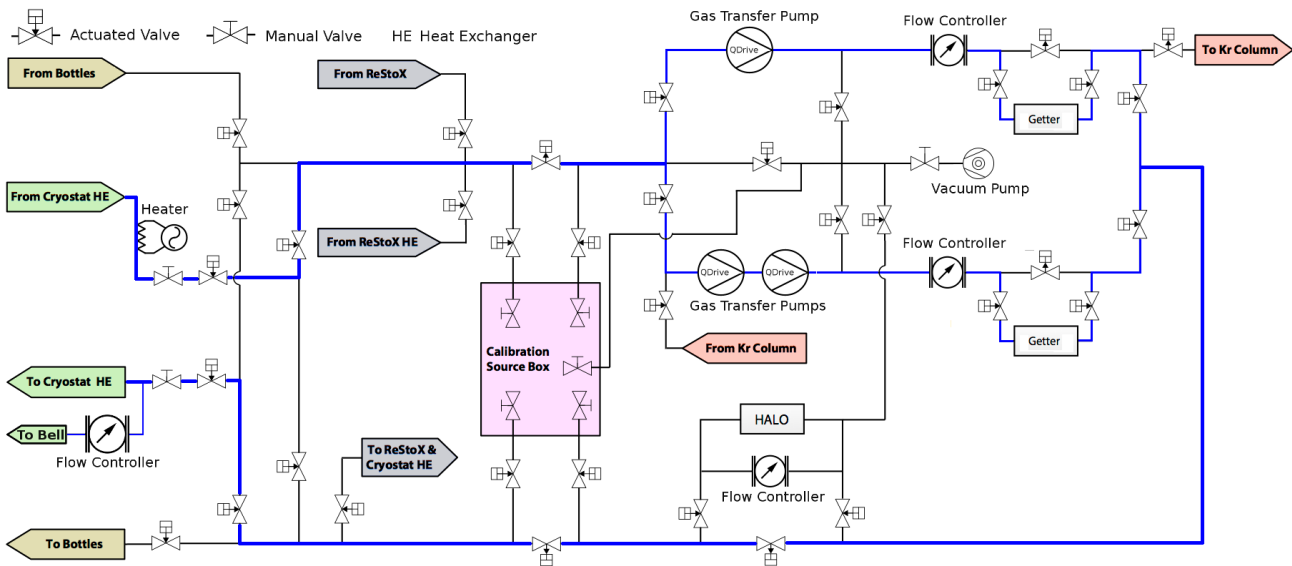 Actuated Valve
Manual Valve
HE Heat Exchanger
Gas Transfer Pump
Flow Controller
From Bottles
From ReStoX
QDrive
To Kr Column
Getter
From Cryostat HE
Heater
Vacuum Pump
From ReStoX HE
Flow Controller
QDrive
QDrive
Gas Transfer Pumps
Calibration
Source Box
From Kr Column
Getter
To Cryostat HE
HALO
To Bell
Flow Controller
To ReStoX &
Cryostat HE
Flow Controller
To Bottles